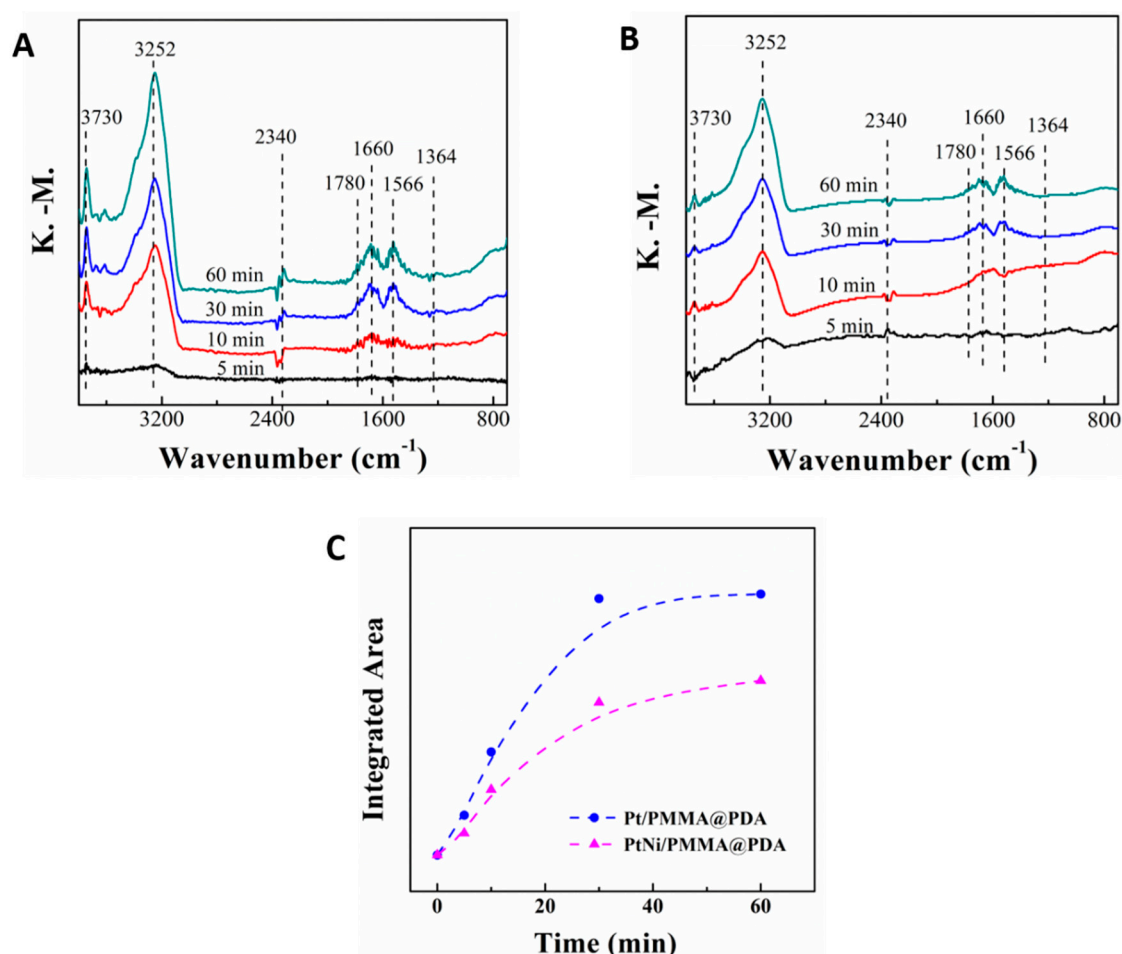 A
3252
3730
2340
1660
1364
1780
1566
60 min
30 min
10 min
5 min
K. -M.
3200 2400 1600 800
Wavenumber (cm-1)
B
3252
3730
2340
1660
1364
1780
1566
60 min
30 min
10 min
5 min
K. -M.
3200 2400 1600 800
Wavenumber (cm-1)
C
Integrated Area
Pt/PMMA@PDA
PtNi/PMMA@PDA
0 20 40 60
Time (min)